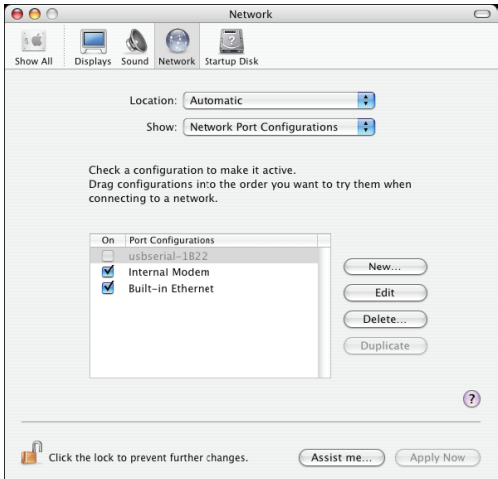 Network
Show All Displays Sound Network Startup Disk
Location: Automatic
Show: Network Port Configurations
Check a configuration to make it active.
Drag configurations into the order you want to try them when
connecting to a network.
On Port Configurations
usbserial-1B22
Internal Modem
Built-in Ethernet
New...
Edit
Delete...
Duplicate
?
Click the lock to prevent further changes.
Assist me... Apply Now